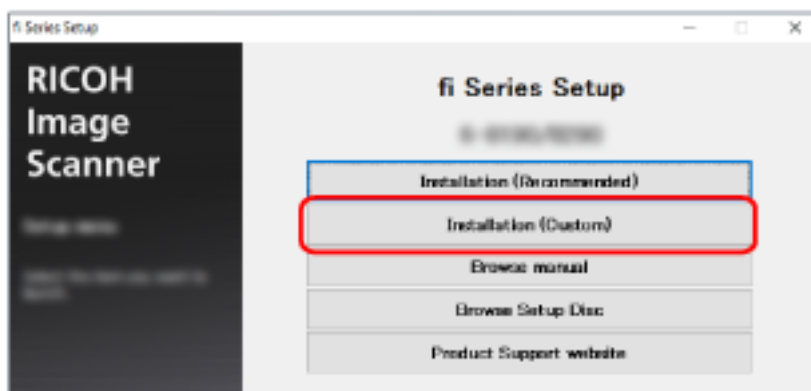 fi Series Setup
RICOH
Image
Scanner
fi Series Setup
Installation (Recommended)
Installation (Custom)
Browse manual
Browse Setup Disc
Product Support website